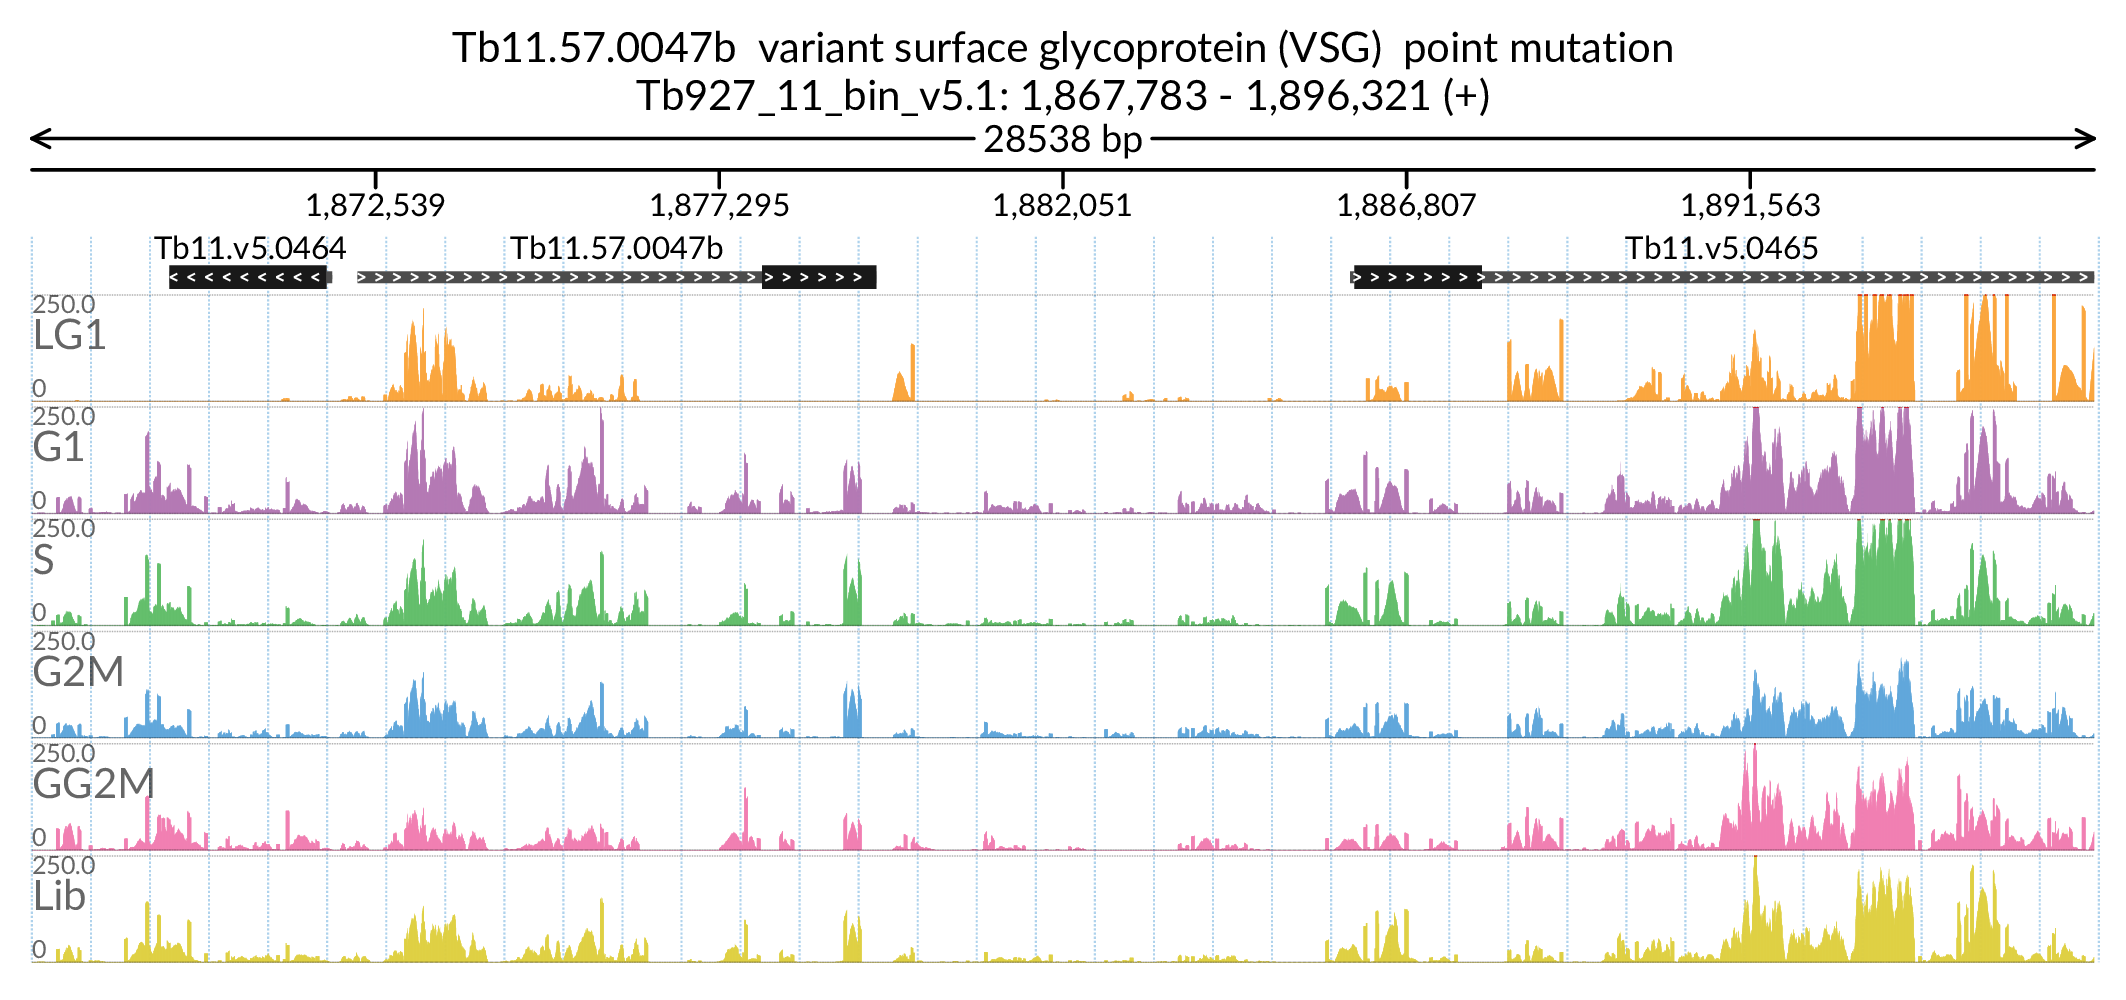 Tb11.57.0047b variant surface glycoprotein (VSG) point mutation
Tb927_11_bin_v5.1: 1,867,783 - 1,896,321 (+)
28538 bp
1,872,539 1,877,295 1,882,051 1,886,807 1,891,563
Tb11.v5.0464 Tb11.57.0047b Tb11.v5.0465
250.0
LG1
0
250.0
G1
0
250.0
S
0
250.0
G2M
0
250.0
GG2M
0
250.0
Lib
0